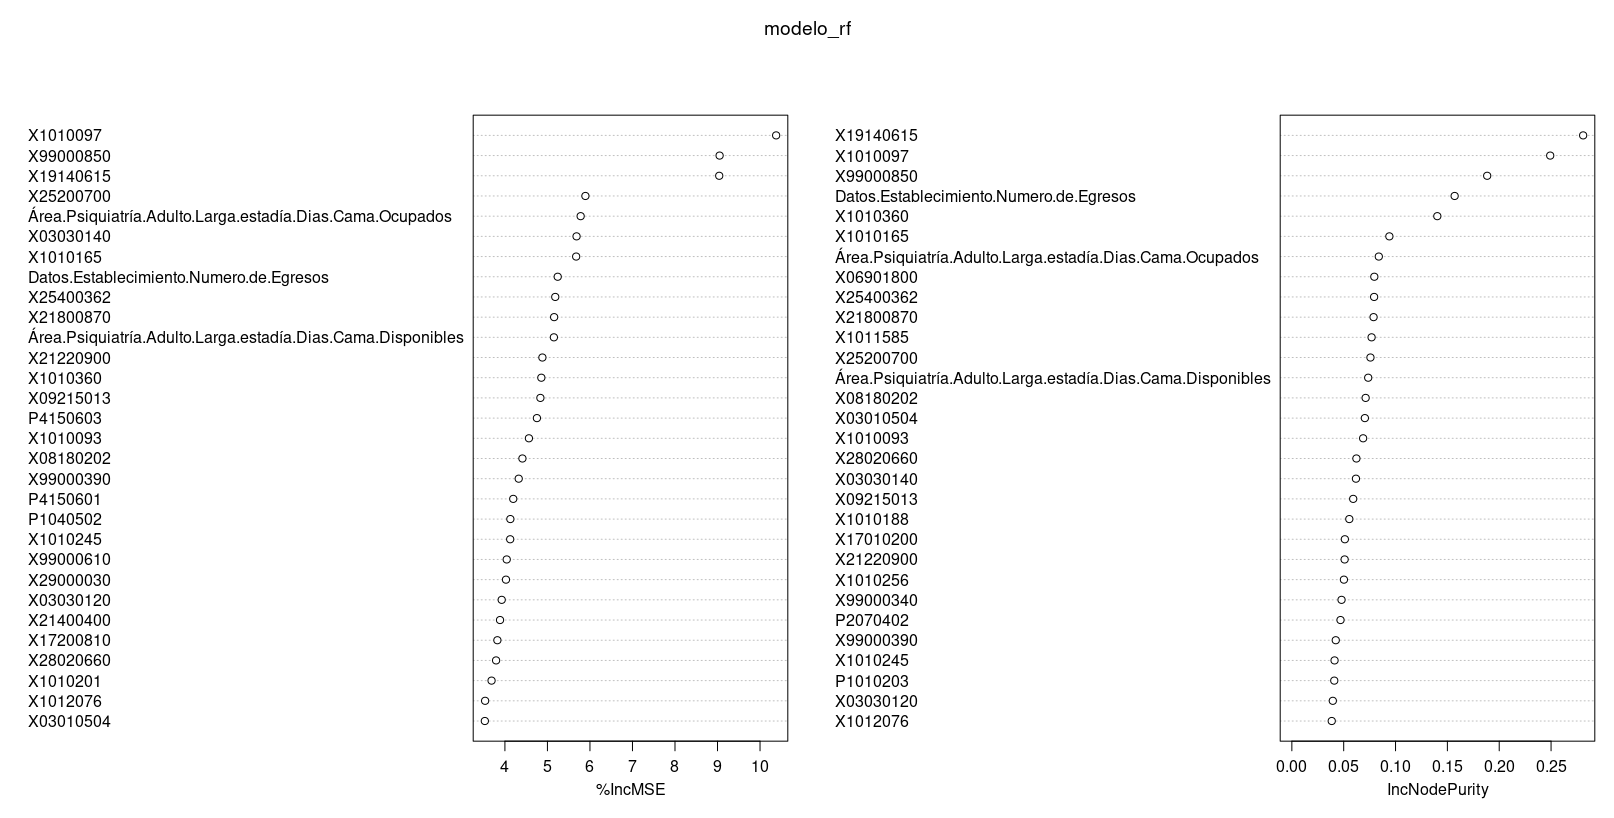 modelo_rf
X1010097
X99000850
X19140615
X25200700
Área.Psiquiatría.Adulto.Larga.estadía.Dias.Cama.Ocupados
X03030140
X1010165
Datos.Establecimiento.Numero.de.Egresos
X25400362
X21800870
Área.Psiquiatría.Adulto.Larga.estadía.Dias.Cama.Disponibles
X21220900
X1010360
X09215013
P4150603
X1010093
X08180202
X99000390
P4150601
P1040502
X1010245
X99000610
X29000030
X03030120
X21400400
X17200810
X28020660
X1010201
X1012076
X03010504
4 5 6 7 8 9 10
%IncMSE
X19140615
X1010097
X99000850
Datos.Establecimiento.Numero.de.Egresos
X1010360
X1010165
Área.Psiquiatría.Adulto.Larga.estadía.Dias.Cama.Ocupados
X06901800
X25400362
X21800870
X1011585
X25200700
Área.Psiquiatría.Adulto.Larga.estadía.Dias.Cama.Disponibles
X08180202
X03010504
X1010093
X28020660
X03030140
X09215013
X1010188
X17010200
X21220900
X1010256
X99000340
P2070402
X99000390
X1010245
P1010203
X03030120
X1012076
0.00 0.05 0.10 0.15 0.20 0.25
IncNodePurity